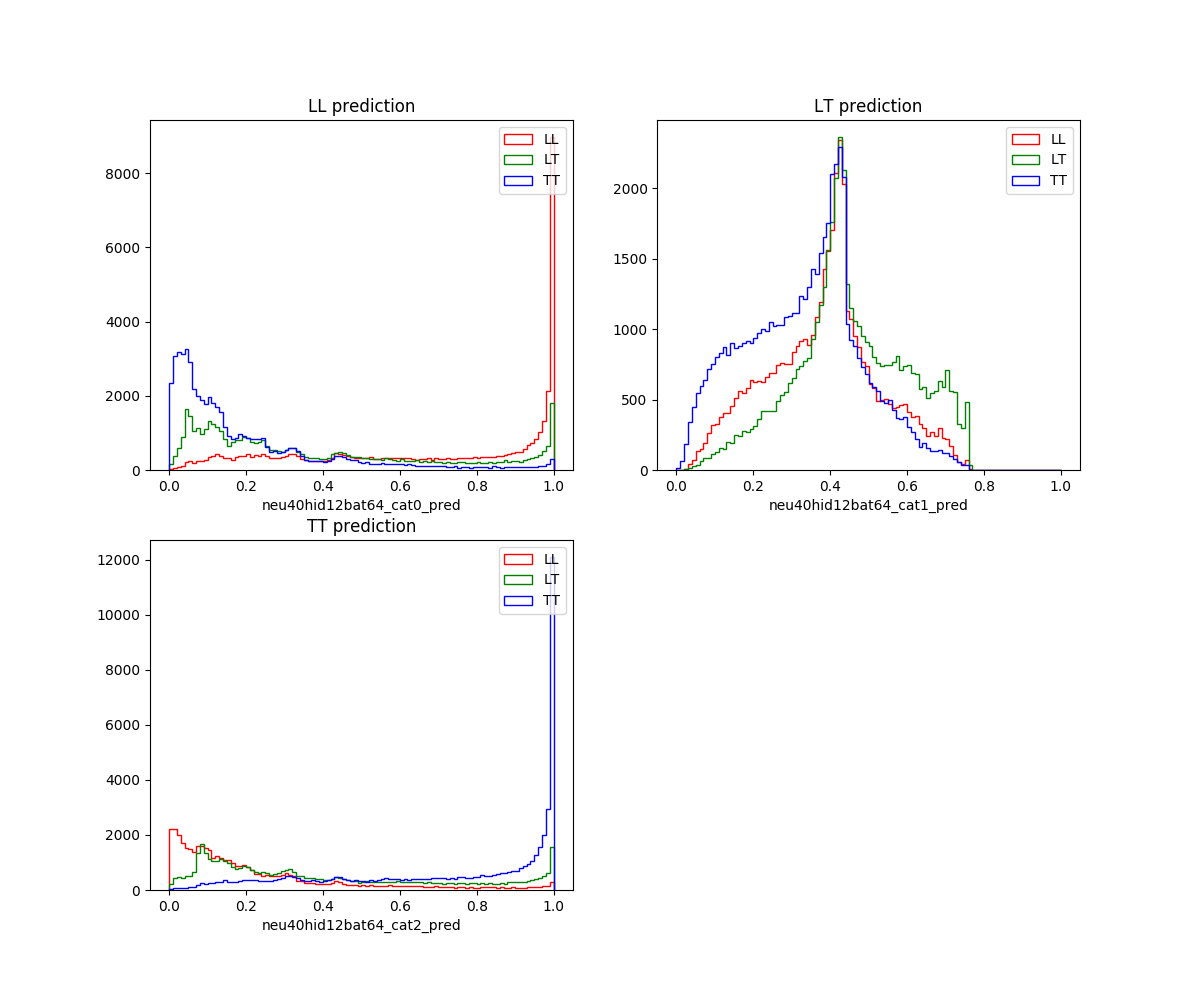 LL prediction
8000
6000
4000
2000
0
0.0 0.2 0.4 0.6 0.8 1.0
neu40hid12bat64_cat0_pred
LL
LT
TT
LT prediction
2000
1500
1000
500
0
0.0 0.2 0.4 0.6 0.8 1.0
neu40hid12bat64_cat1_pred
LL
LT
TT
TT prediction
12000
10000
8000
6000
4000
2000
0
0.0 0.2 0.4 0.6 0.8 1.0
neu40hid12bat64_cat2_pred
LL
LT
TT